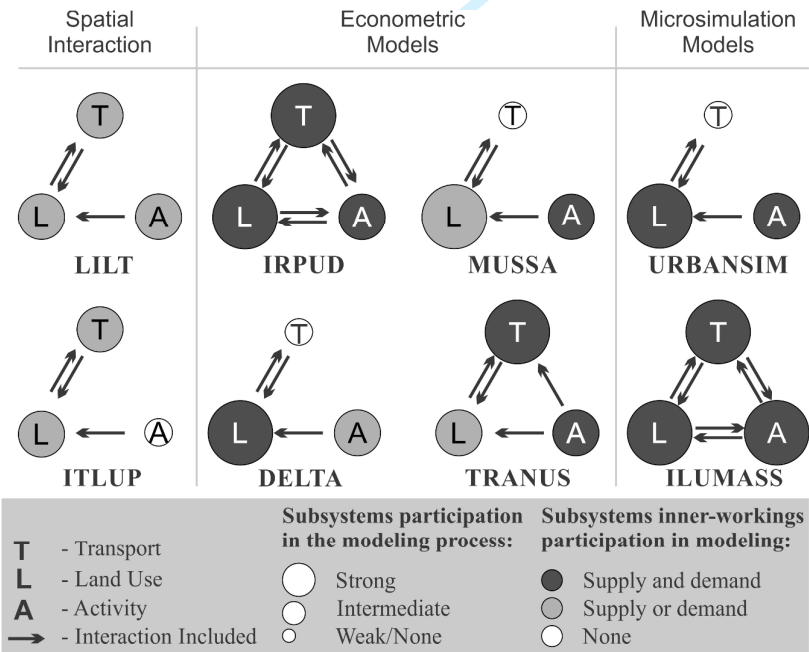 Spatial
Interaction
Econometric
Models
Microsimulation
Models
T
L A
LILT
T
L A
IRPUD
T
L A
MUSSA
T
L A
URBANSIM
T
L A
ITLUP
T
L A
DELTA
T
L A
TRANUS
T
L A
ILUMASS
T - Transport
L - Land Use
A - Activity
- Interaction Included
Subsystems participation
in the modeling process:
Strong
Intermediate
Weak/None
Subsystems inner-workings
participation in modeling:
Supply and demand
Supply or demand
None